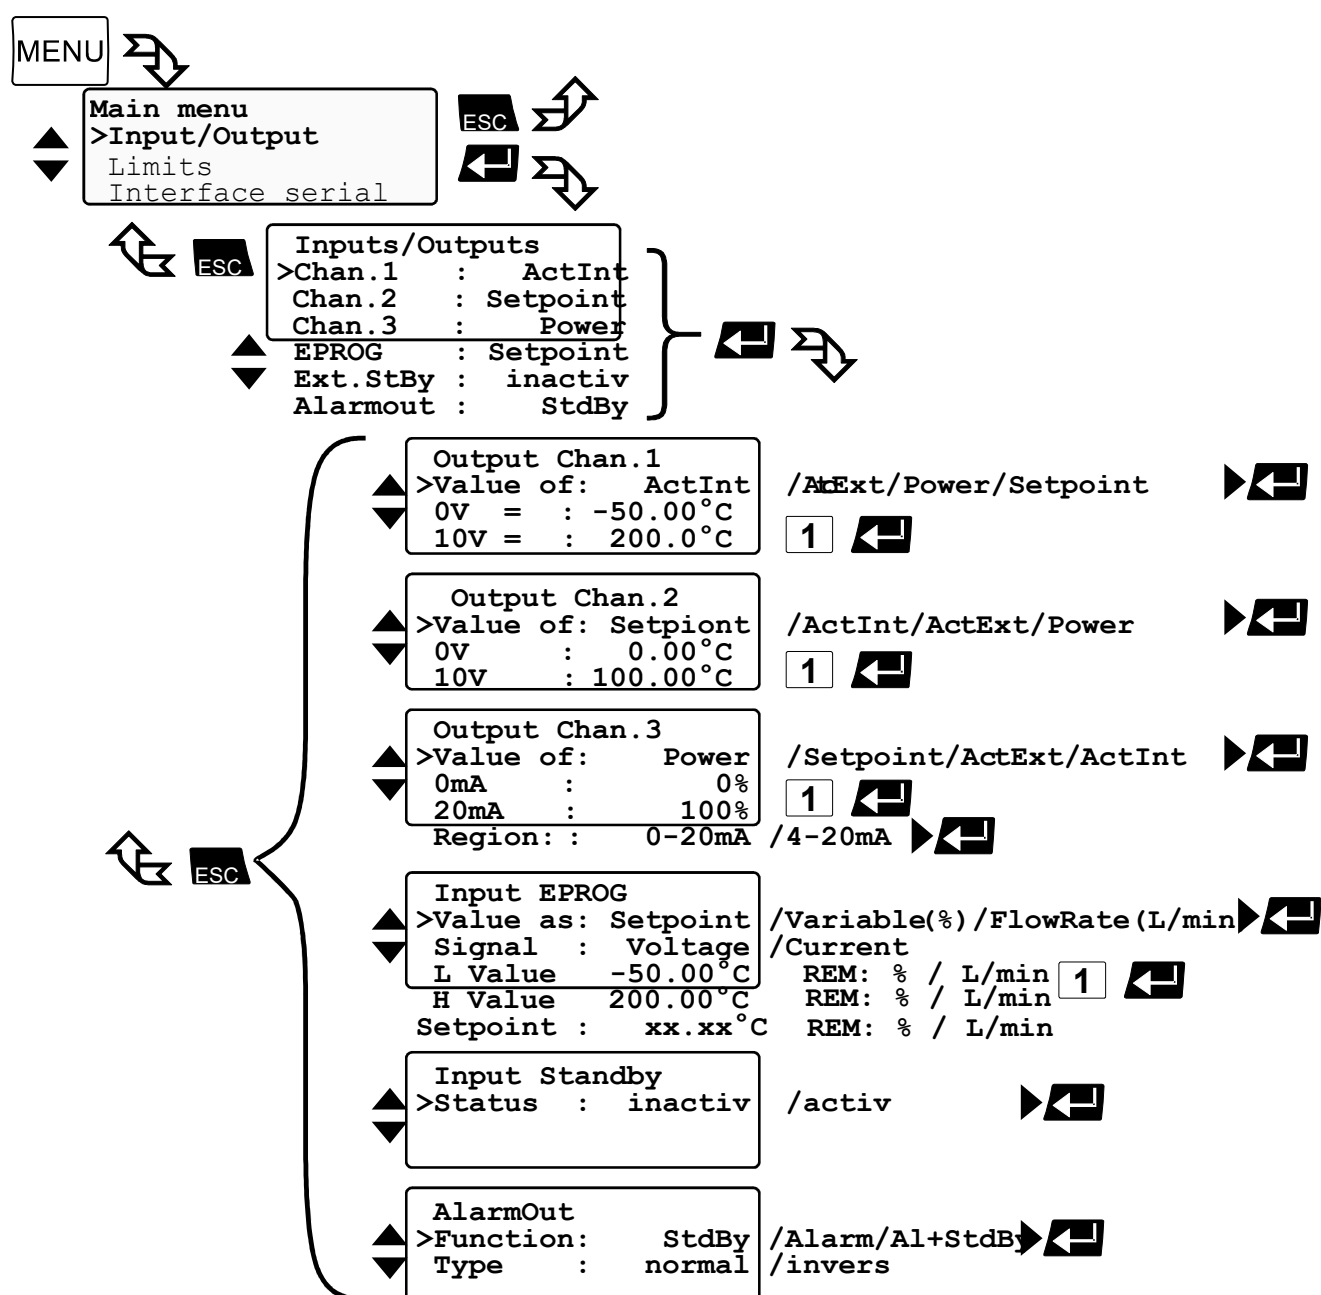 MENU
Main menu
>Input/Output
Limits
Interface serial
ESC
ESC
Inputs/Outputs
>Chan.1 : ActInt
Chan.2 : Setpoint
Chan.3 : Power
EPROG : Setpoint
Ext.StBy : inactiv
Alarmout : StdBy
Output Chan.1
>Value of: ActInt /ActExt/Power/Setpoint
0V = : -50.00°C
10V = : 200.0°C 1
Output Chan.2
>Value of: Setpiont /ActInt/ActExt/Power
0V : 0.00°C
10V : 100.00°C 1
Output Chan.3
>Value of: Power /Setpoint/ActExt/ActInt
0mA : 0%
20mA : 100% 1
Region: : 0-20mA /4-20mA
ESC
Input EPROG
>Value as: Setpoint /Variable(%)/FlowRate(L/min
Signal : Voltage /Current
L Value -50.00°C REM: % / L/min 1
H Value 200.00°C REM: % / L/min
Setpoint : xx.xx°C REM: % / L/min
Input Standby
>Status : inactiv /activ
AlarmOut
>Function: StdBy /Alarm/Al+StdBy
Type : normal /invers